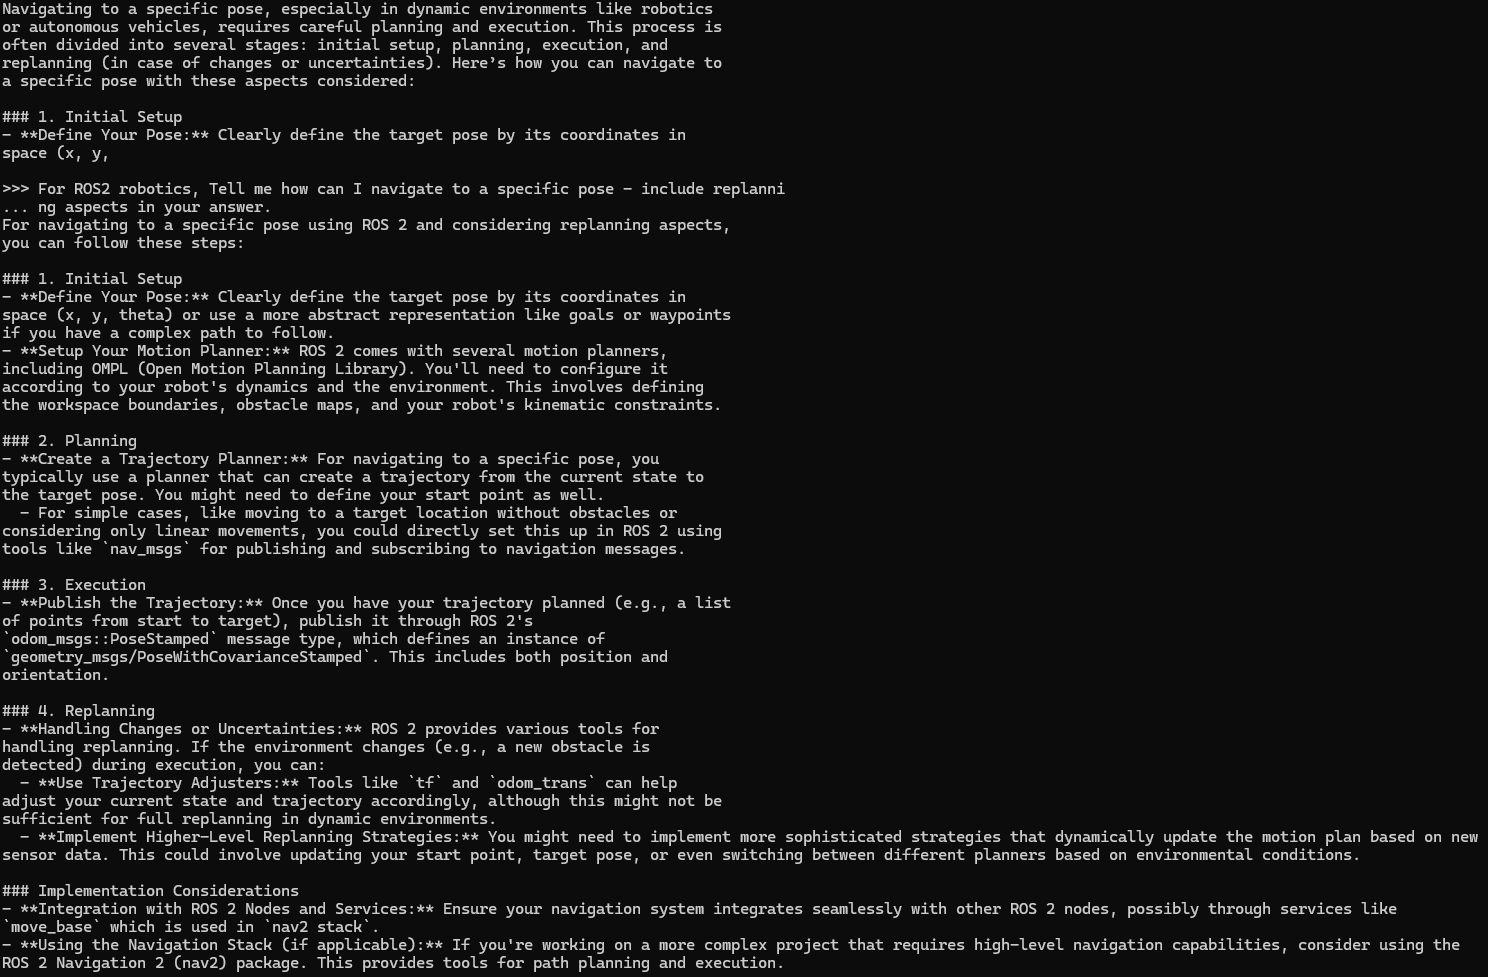 Navigating to a specific pose, especially in dynamic environments like robotics
or autonomous vehicles, requires careful planning and execution. This process is
often divided into several stages: initial setup, planning, execution, and
replanning (in case of changes or uncertainties). Here's how you can navigate to
a specific pose with these aspects considered:

### 1. Initial Setup
- **Define Your Pose:** Clearly define the target pose by its coordinates in
space (x, y,

>>> For ROS2 robotics, Tell me how can I navigate to a specific pose - include replanni
... ng aspects in your answer.
For navigating to a specific pose using ROS 2 and considering replanning aspects,
you can follow these steps:

### 1. Initial Setup
- **Define Your Pose:** Clearly define the target pose by its coordinates in
space (x, y, theta) or use a more abstract representation like goals or waypoints
if you have a complex path to follow.
- **Setup Your Motion Planner:** ROS 2 comes with several motion planners,
including OMPL (Open Motion Planning Library). You'll need to configure it
according to your robot's dynamics and the environment. This involves defining
the workspace boundaries, obstacle maps, and your robot's kinematic constraints.

### 2. Planning
- **Create a Trajectory Planner:** For navigating to a specific pose, you
typically use a planner that can create a trajectory from the current state to
the target pose. You might need to define your start point as well.
  - For simple cases, like moving to a target location without obstacles or
considering only linear movements, you could directly set this up in ROS 2 using
tools like `nav_msgs` for publishing and subscribing to navigation messages.

### 3. Execution
- **Publish the Trajectory:** Once you have your trajectory planned (e.g., a list
of points from start to target), publish it through ROS 2's
`odom_msgs::PoseStamped` message type, which defines an instance of
`geometry_msgs/PoseWithCovarianceStamped`. This includes both position and
orientation.

### 4. Replanning
- **Handling Changes or Uncertainties:** ROS 2 provides various tools for
handling replanning. If the environment changes (e.g., a new obstacle is
detected) during execution, you can:
  - **Use Trajectory Adjusters:** Tools like `tf` and `odom_trans` can help
adjust your current state and trajectory accordingly, although this might not be
sufficient for full replanning in dynamic environments.
  - **Implement Higher-Level Replanning Strategies:** You might need to implement more sophisticated strategies that dynamically update the motion plan based on new
sensor data. This could involve updating your start point, target pose, or even switching between different planners based on environmental conditions.

### Implementation Considerations
- **Integration with ROS 2 Nodes and Services:** Ensure your navigation system integrates seamlessly with other ROS 2 nodes, possibly through services like
`move_base` which is used in `nav2 stack`.
- **Using the Navigation Stack (if applicable):** If you're working on a more complex project that requires high-level navigation capabilities, consider using the
ROS 2 Navigation 2 (nav2) package. This provides tools for path planning and execution.